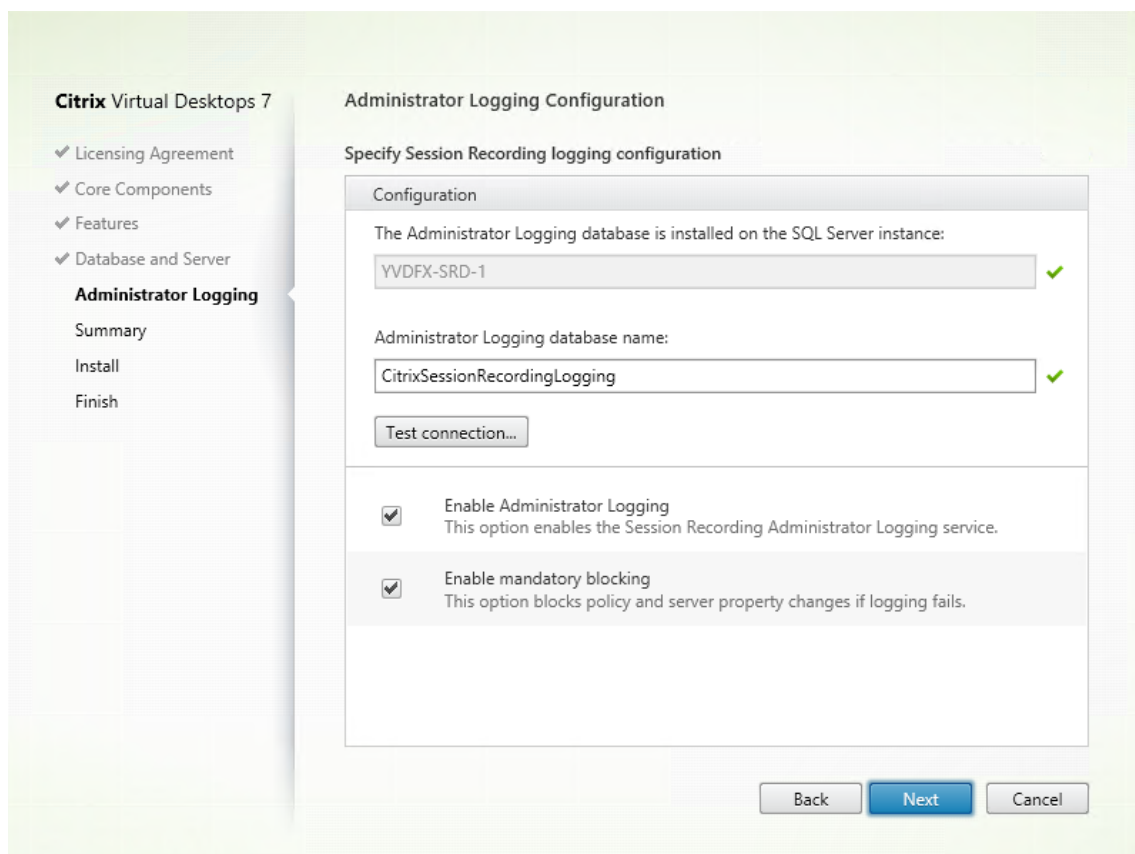 Citrix Virtual Desktops 7
Licensing Agreement
Core Components
Features
Database and Server
Administrator Logging
Summary
Install
Finish
Administrator Logging Configuration
Specify Session Recording logging configuration
Configuration
The Administrator Logging database is installed on the SQL Server instance:
YVDFX-SRD-1
Administrator Logging database name:
CitrixSessionRecordingLogging
Test connection...
Enable Administrator Logging
This option enables the Session Recording Administrator Logging service.
Enable mandatory blocking
This option blocks policy and server property changes if logging fails.
Back
Next
Cancel